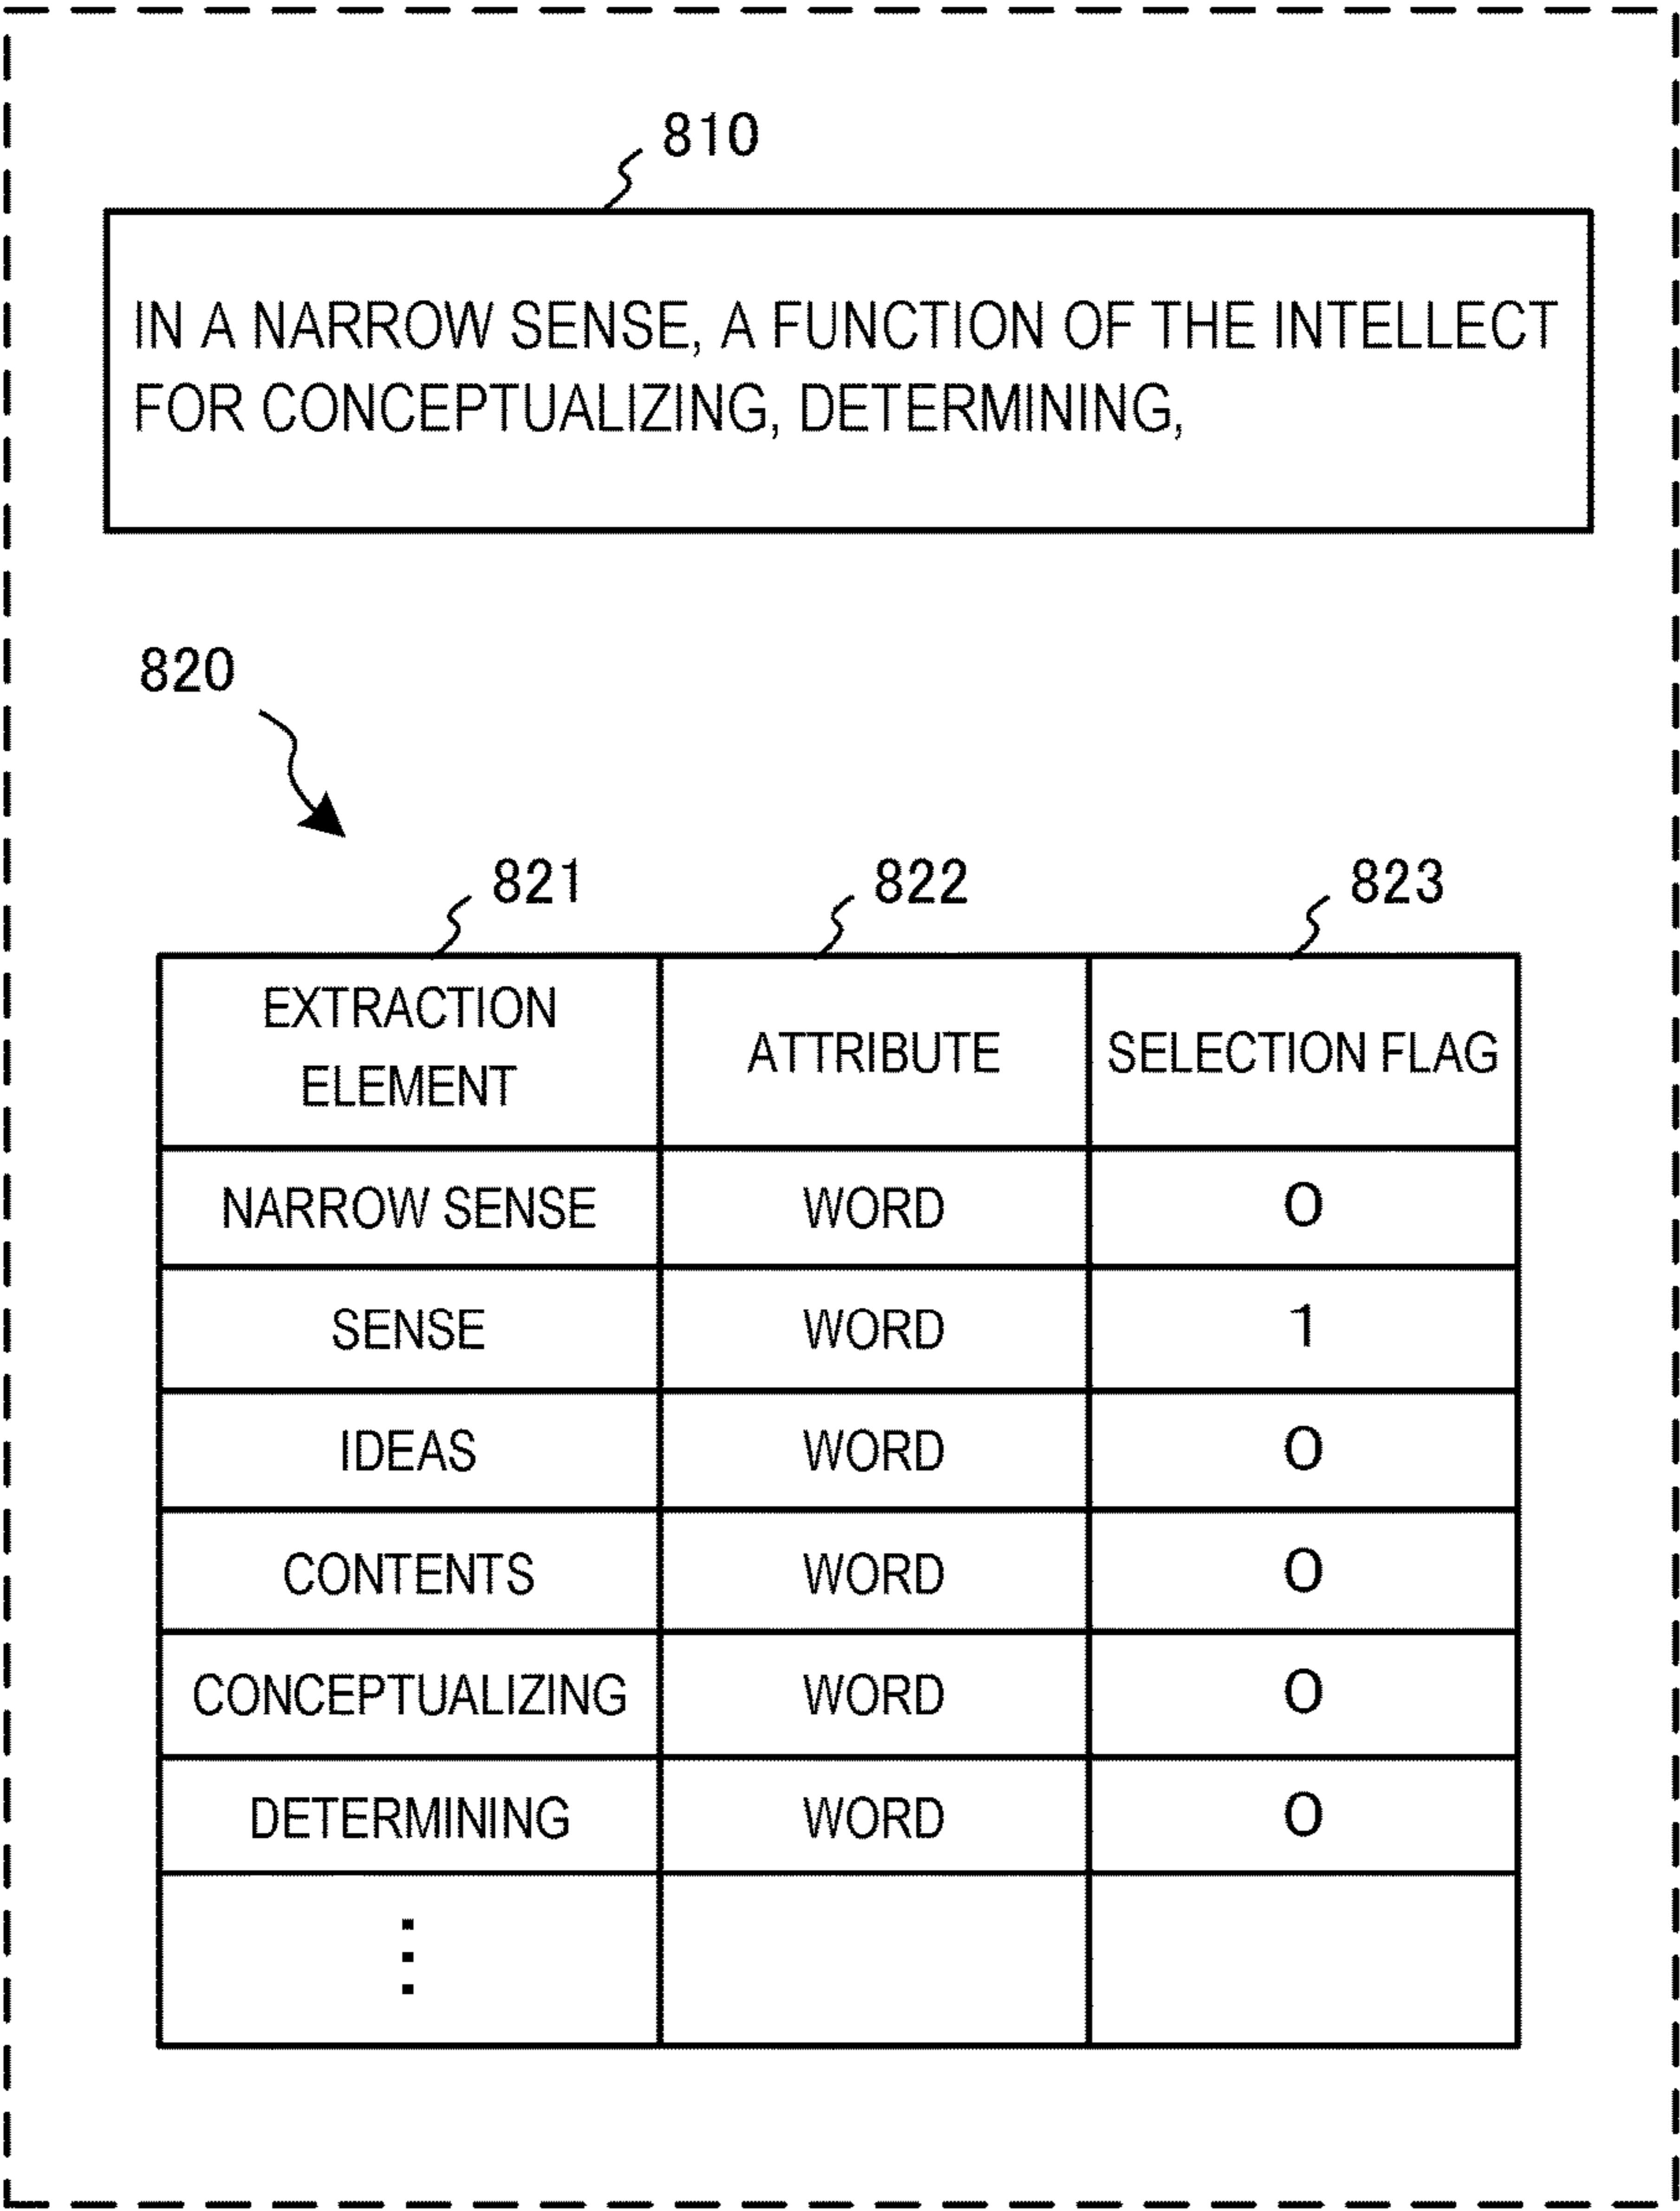 810
IN A NARROW SENSE, A FUNCTION OF THE INTELLECT
FOR CONCEPTUALIZING, DETERMINING,
820
821 822 823
EXTRACTION
ELEMENT
ATTRIBUTE
SELECTION FLAG
NARROW SENSE WORD 0
SENSE WORD 1
IDEAS WORD 0
CONTENTS WORD 0
CONCEPTUALIZING WORD 0
DETERMINING WORD 0
⋮